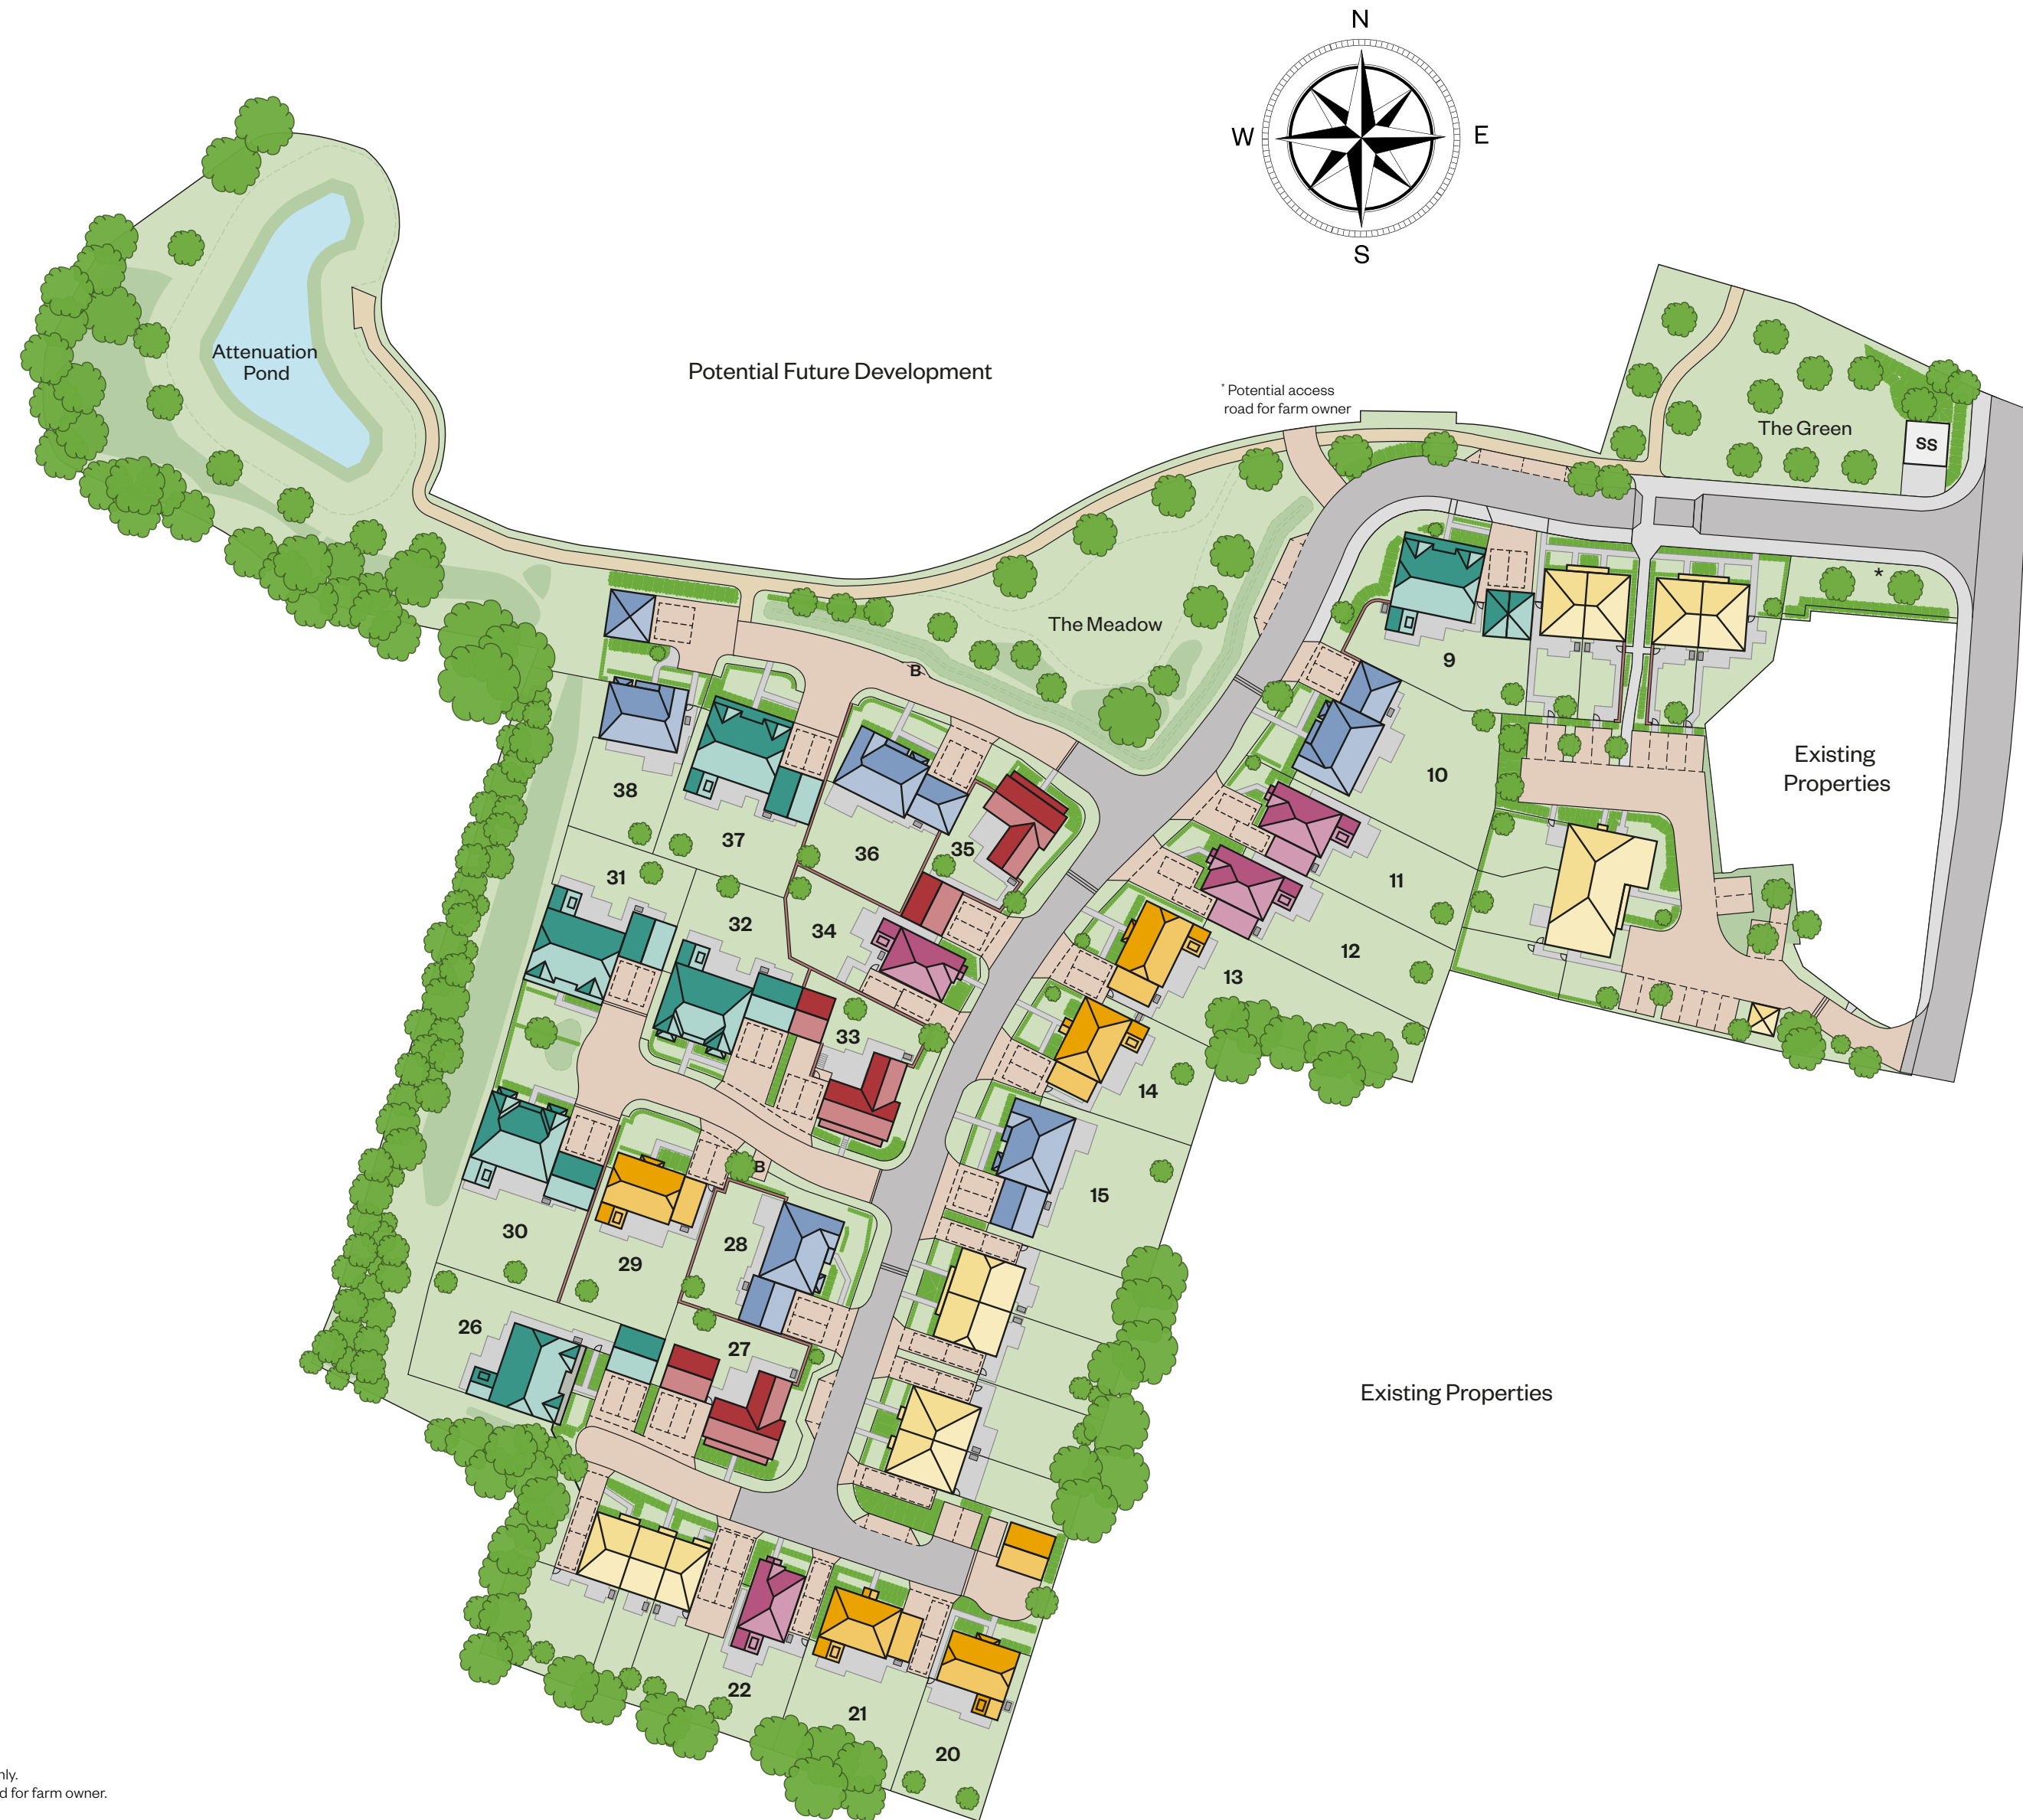 N
W
E
S
Attenuation
Pond
Potential Future Development
* Potential access
road for farm owner
The Green
SS
*
The Meadow
B
9
10
Existing
Properties
38
37
36
35
11
31
32
34
12
13
33
14
15
B
30
29
28
26
27
Existing Properties
22
21
20
only.
d for farm owner.